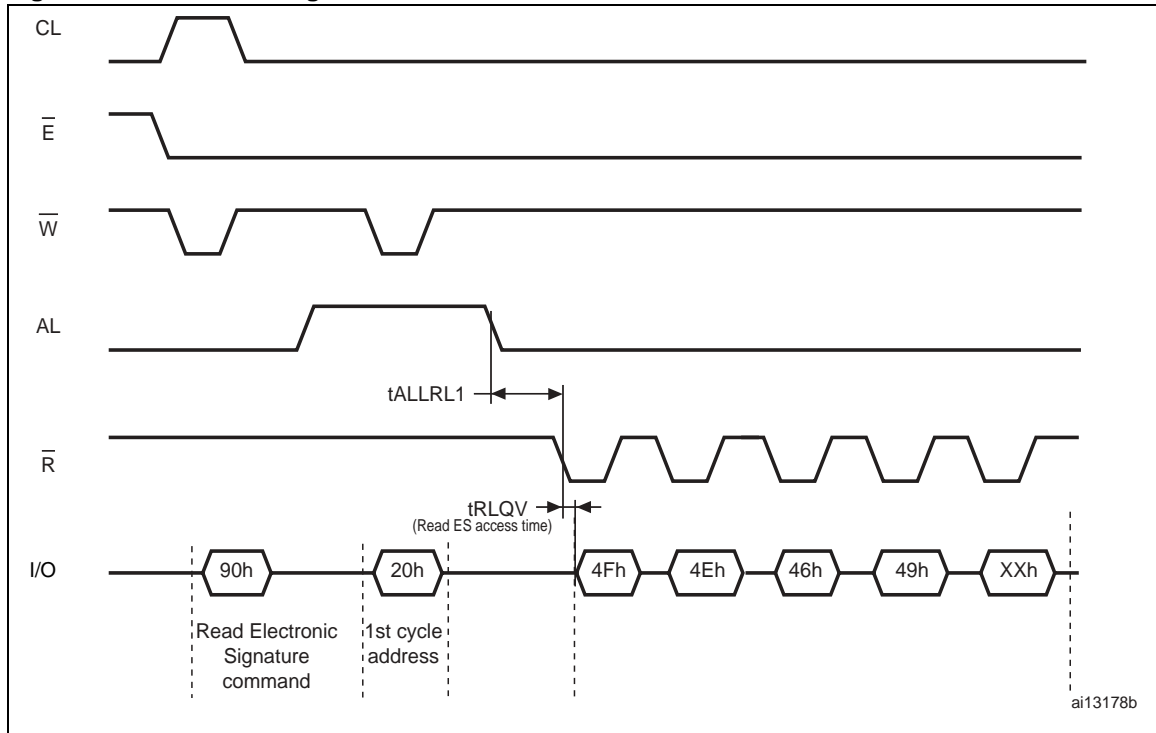 CL
E
W
AL
tALLRL1
R
tRLQV
(Read ES access time)
I/O
90h
20h
4Fh
4Eh
46h
49h
XXh
Read Electronic
Signature
command
1st cycle
address
ai13178b